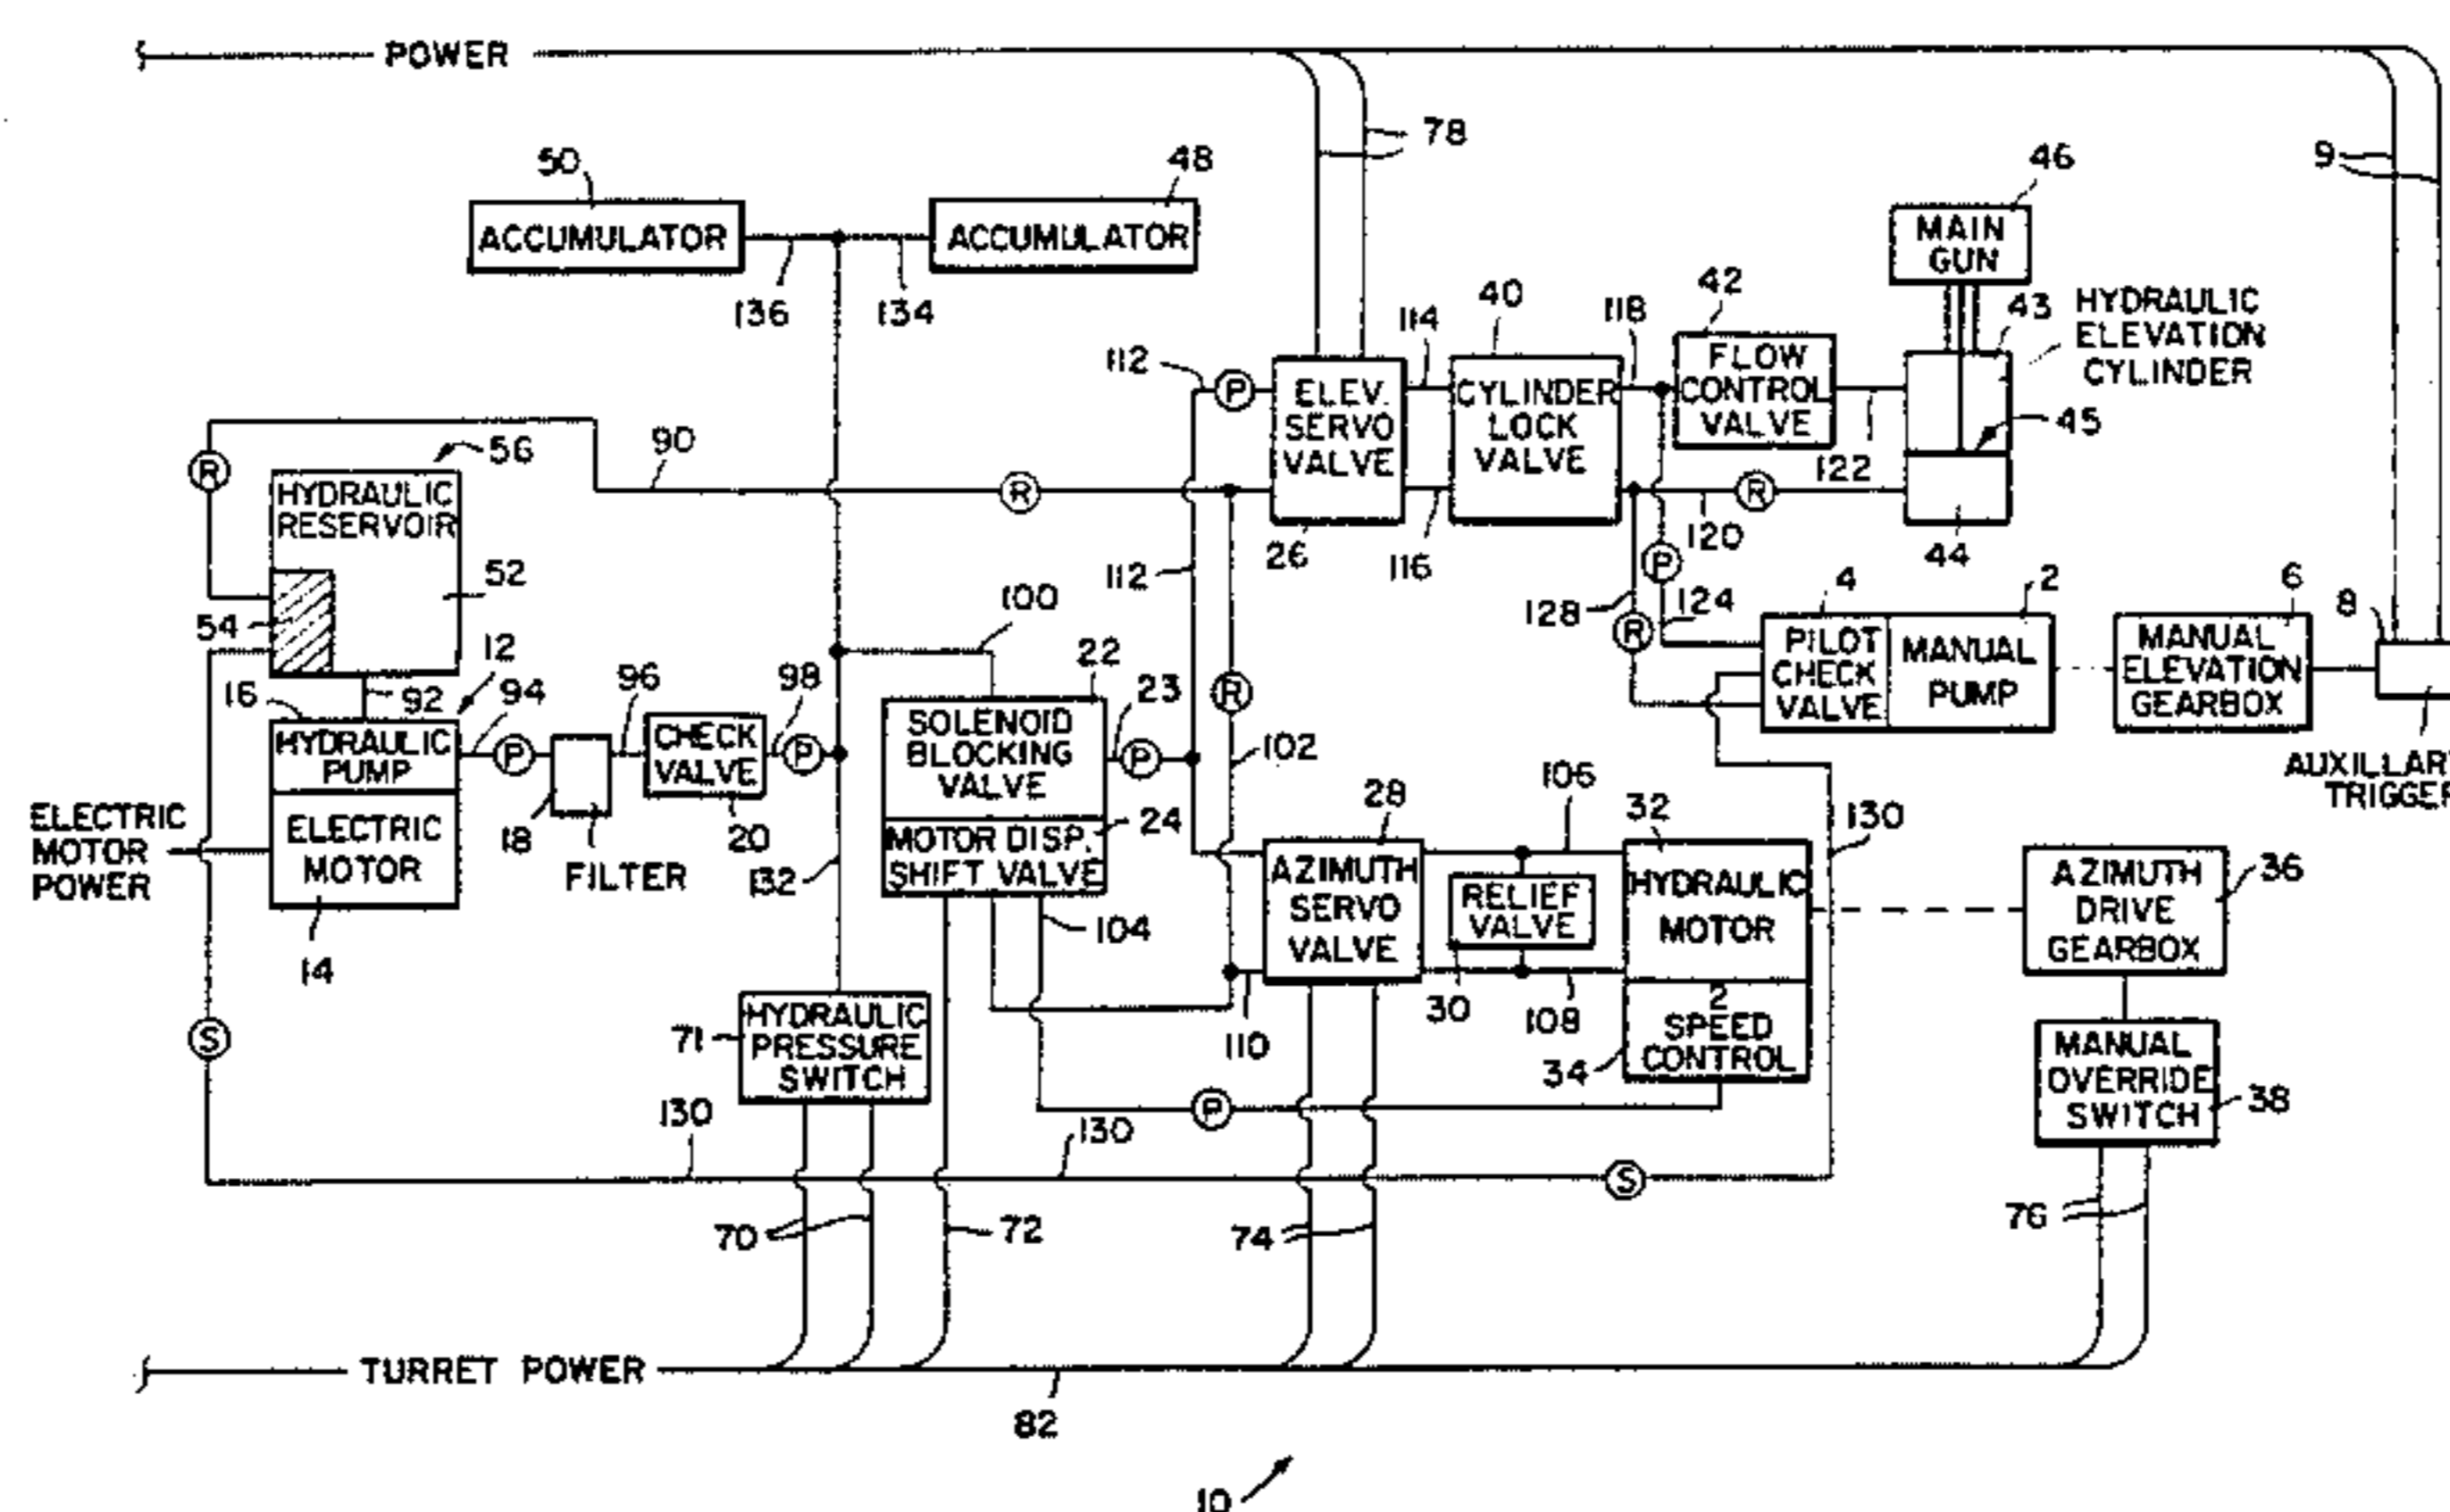 POWER
78
9
50
48
46
ACCUMULATOR
ACCUMULATOR
MAIN
GUN
136
134
40
42
43
HYDRAULIC
ELEVATION
CYLINDER
114
118
112
P
ELEV.
SERVO
VALVE
CYLINDER
LOCK
VALVE
FLOW
CONTROL
VALVE
45
122
56
90
R
R
R
HYDRAULIC
RESERVOIR
26
116
120
44
52
54
112
P
100
128
124
R
4
2
6
8
PILOT
CHECK
VALVE
MANUAL
PUMP
MANUAL
ELEVATION
GEARBOX
12
16
92
94
96
98
22
23
R
SOLENOID
BLOCKING
VALVE
HYDRAULIC
PUMP
P
CHECK
VALVE
P
P
102
AUXILLAR
TRIGGER
ELECTRIC
MOTOR
POWER
ELECTRIC
MOTOR
18
FILTER
20
132
MOTOR DISP.
SHIFT VALVE
24
28
106
32
130
AZIMUTH
SERVO
VALVE
RELIEF
VALVE
HYDRAULIC
MOTOR
AZIMUTH
DRIVE
GEARBOX
36
14
104
110
30
108
2
SPEED
CONTROL
34
71
HYDRAULIC
PRESSURE
SWITCH
S
MANUAL
OVERRIDE
SWITCH
38
P
130
130
S
70
72
74
76
TURRET POWER
82
10